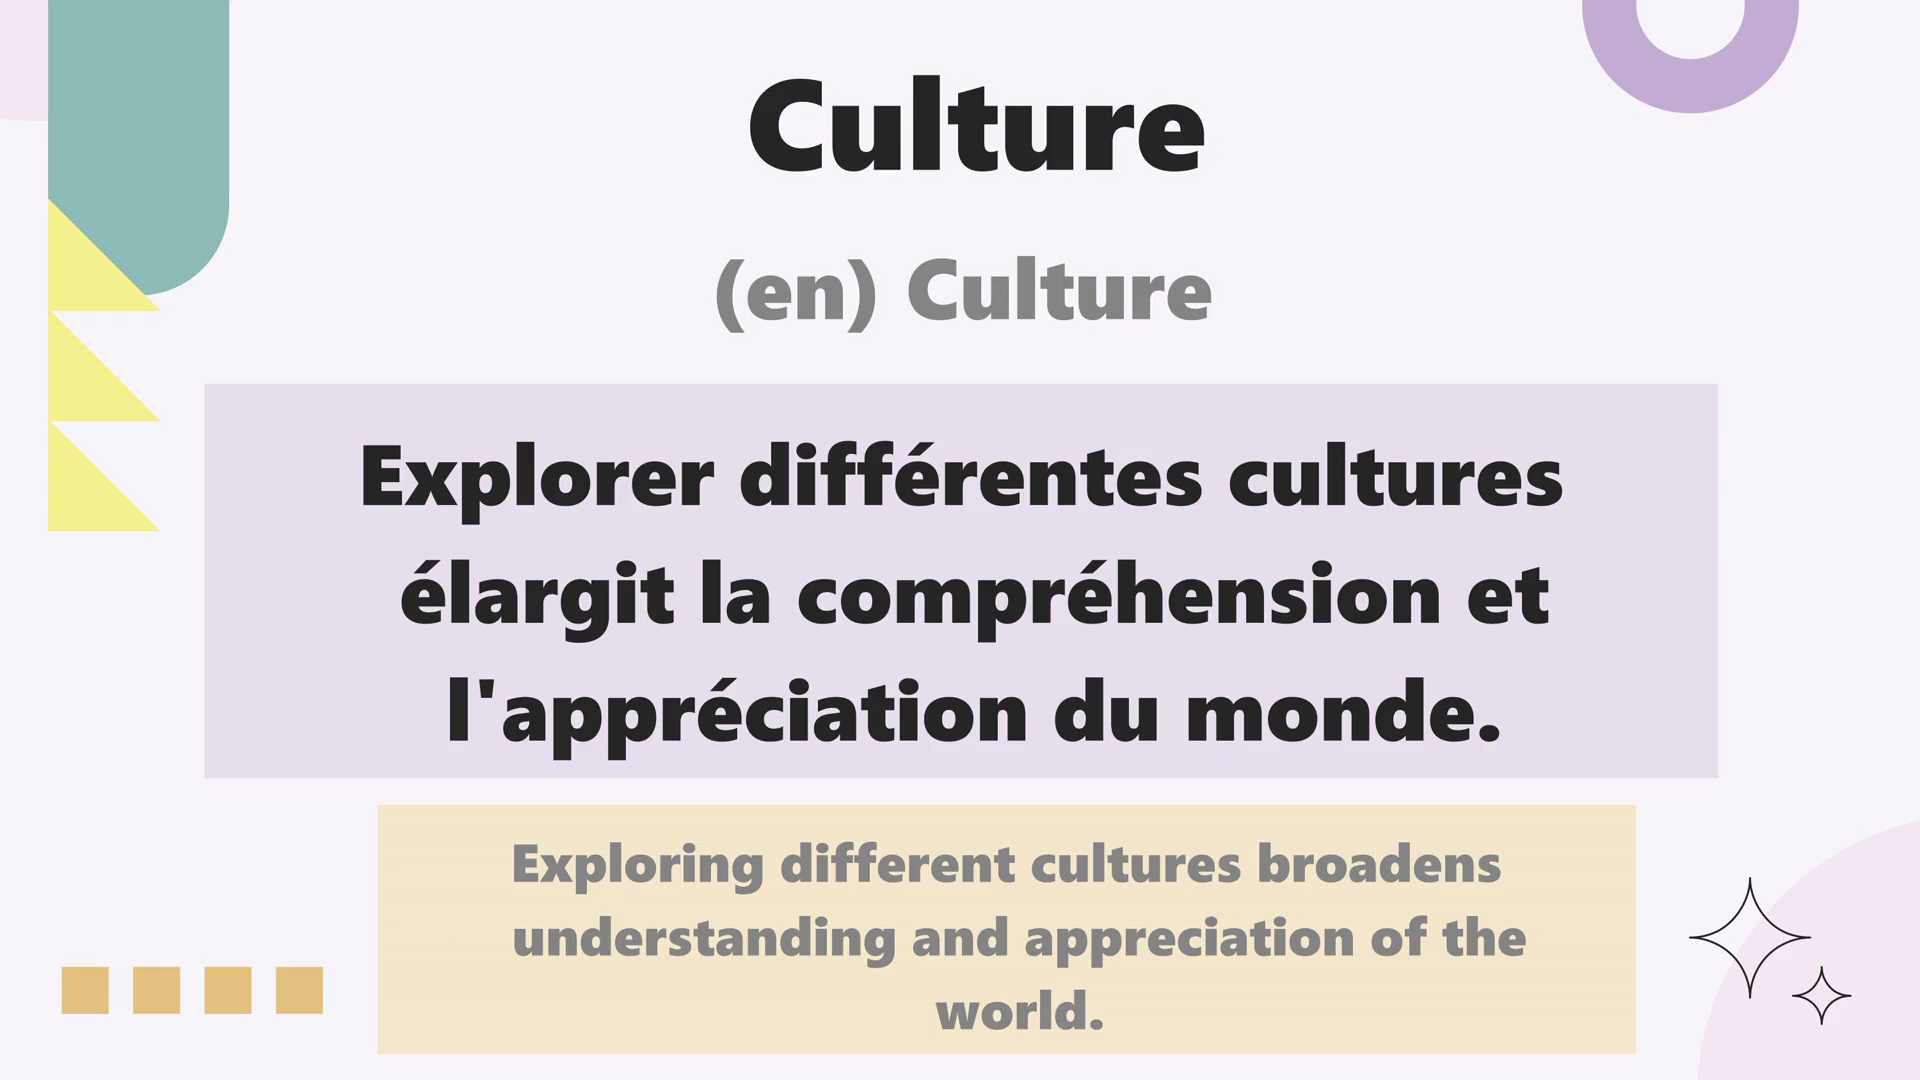 Culture
(en) Culture
Explorer différentes cultures
élargit la compréhension et
l'appréciation du monde.
Exploring different cultures broadens
understanding and appreciation of the
world.